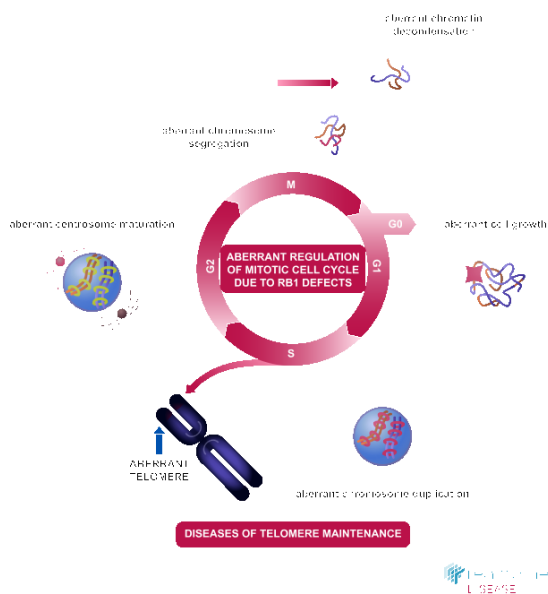 aberrant chromatin
decondensation
aberrant chromosome
segregation
M
G0
aberrant centrosome maturation
aberrant cell growth
G2
G1
ABERRANT REGULATION
OF MITOTIC CELL CYCLE
DUE TO RB1 DEFECTS
S
ABERRANT
TELOMERE
aberrant chromosome duplication
DISEASES OF TELOMERE MAINTENANCE
DISEASE